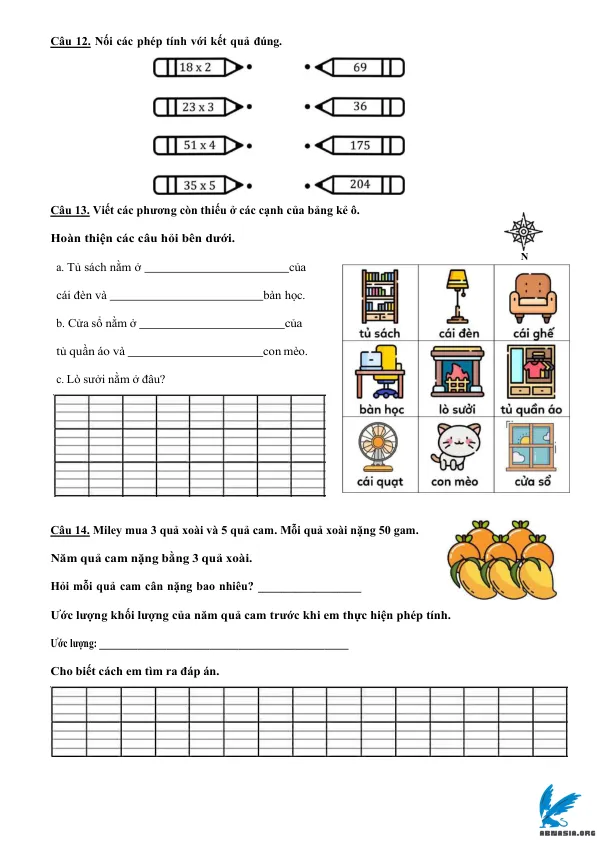 Câu 12. Nối các phép tính với kết quả đúng.
18 x 2 69
23 x 3 36
51 x 4 175
35 x 5 204
Câu 13. Viết các phương còn thiếu ở các cạnh của bảng kẻ ô.
Hoàn thiện các câu hỏi bên dưới.
N
a. Tủ sách nằm ở ________________________của
cái đèn và __________________________bàn học.
b. Cửa sổ nằm ở _________________________của
tủ quần áo và _______________________con mèo.
c. Lò sưởi nằm ở đâu?
tủ sách cái đèn cái ghế
bàn học lò sưởi tủ quần áo
cái quạt con mèo cửa sổ
Câu 14. Miley mua 3 quả xoài và 5 quả cam. Mỗi quả xoài nặng 50 gam.
Năm quả cam nặng bằng 3 quả xoài.
Hỏi mỗi quả cam cân nặng bao nhiêu? _________________
Ước lượng khối lượng của năm quả cam trước khi em thực hiện phép tính.
Ước lượng: __________________________________________
Cho biết cách em tìm ra đáp án.
ABMASIA.ORG